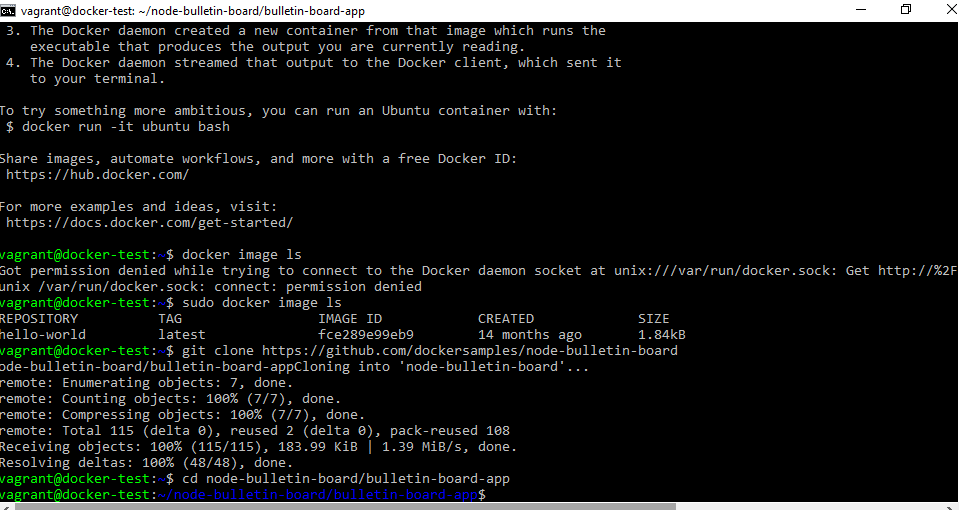 vagrant@docker-test: ~/node-bulletin-board/bulletin-board-app
3. The Docker daemon created a new container from that image which runs the
executable that produces the output you are currently reading.
4. The Docker daemon streamed that output to the Docker client, which sent it
to your terminal.
To try something more ambitious, you can run an Ubuntu container with:
$ docker run -it ubuntu bash
Share images, automate workflows, and more with a free Docker ID:
https://hub.docker.com/
For more examples and ideas, visit:
https://docs.docker.com/get-started/
vagrant@docker-test:~$ docker image ls
Got permission denied while trying to connect to the Docker daemon socket at unix:///var/run/docker.sock: Get http://%2F
unix /var/run/docker.sock: connect: permission denied
vagrant@docker-test:~$ sudo docker image ls
REPOSITORY TAG IMAGE ID CREATED SIZE
hello-world latest fce289e99eb9 14 months ago 1.84kB
vagrant@docker-test:~$ git clone https://github.com/dockersamples/node-bulletin-board
ode-bulletin-board/bulletin-board-appCloning into 'node-bulletin-board'...
remote: Enumerating objects: 7, done.
remote: Counting objects: 100% (7/7), done.
remote: Compressing objects: 100% (7/7), done.
remote: Total 115 (delta 0), reused 2 (delta 0), pack-reused 108
Receiving objects: 100% (115/115), 183.99 KiB | 1.39 MiB/s, done.
Resolving deltas: 100% (48/48), done.
vagrant@docker-test:~$ cd node-bulletin-board/bulletin-board-app
vagrant@docker-test:~/node-bulletin-board/bulletin-board-app$